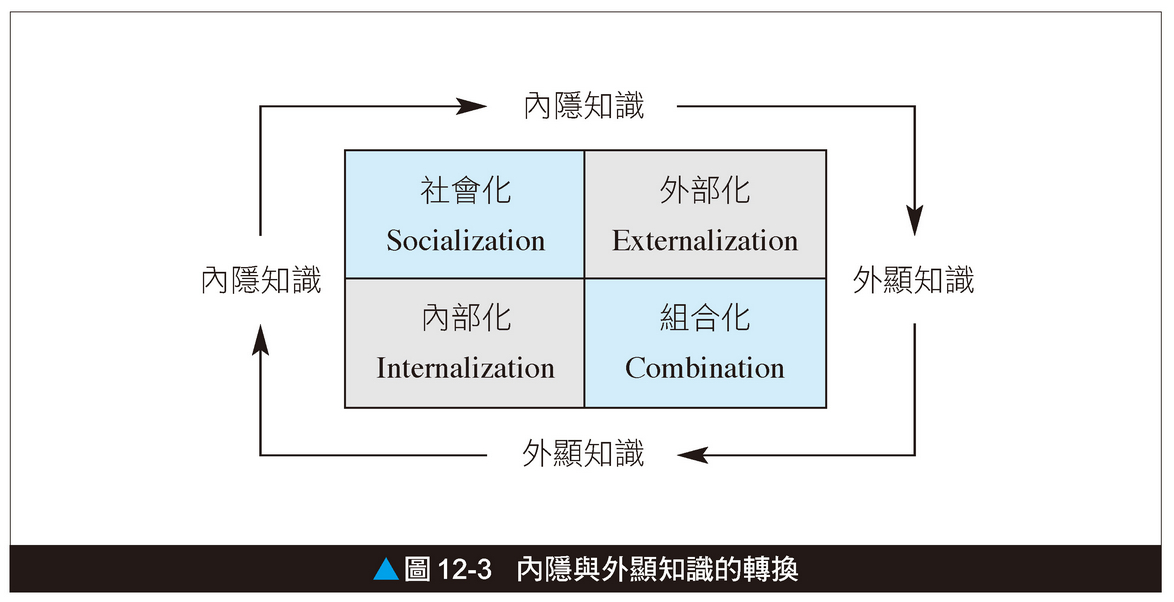 內隱知識
社會化
Socialization
外部化
Externalization
內隱知識
外顯知識
內部化
Internalization
組合化
Combination
外顯知識
▲圖 12-3 內隱與外顯知識的轉換